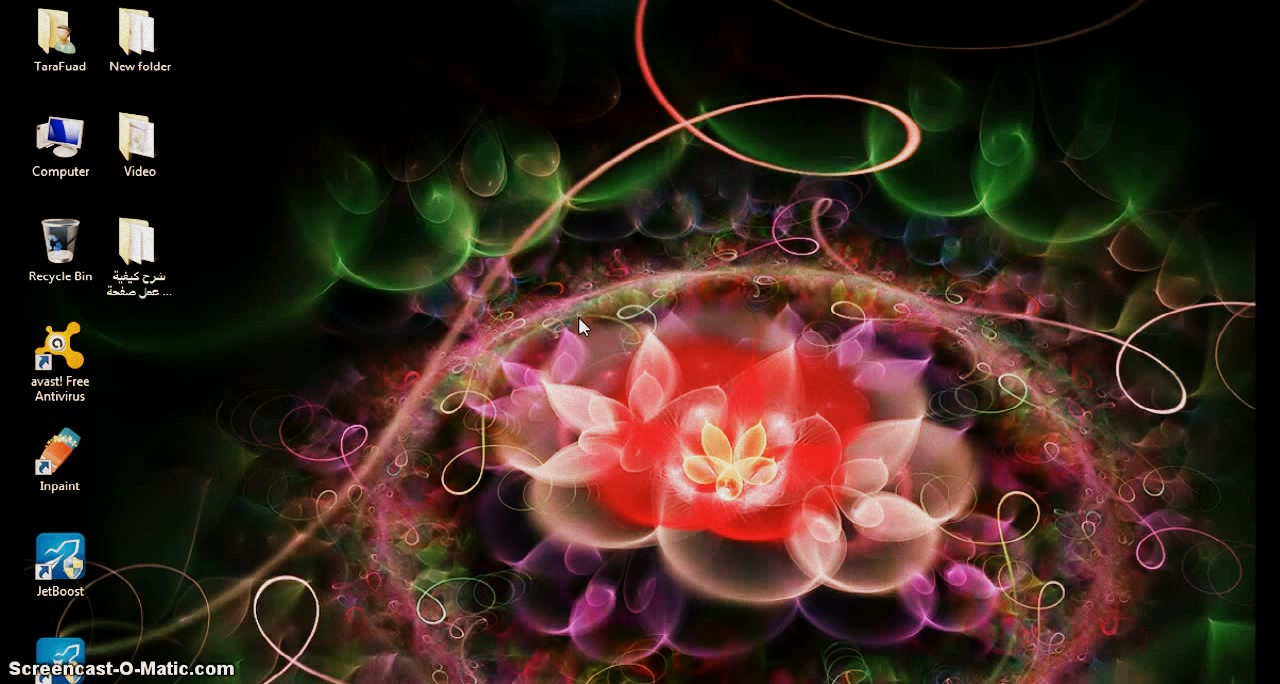 TaraFuad
New folder
Computer
Video
Recycle Bin
شرح كيفية
عمل صفحة ...
avast! Free
Antivirus
Inpaint
JetBoost
Screencast-O-Matic.com